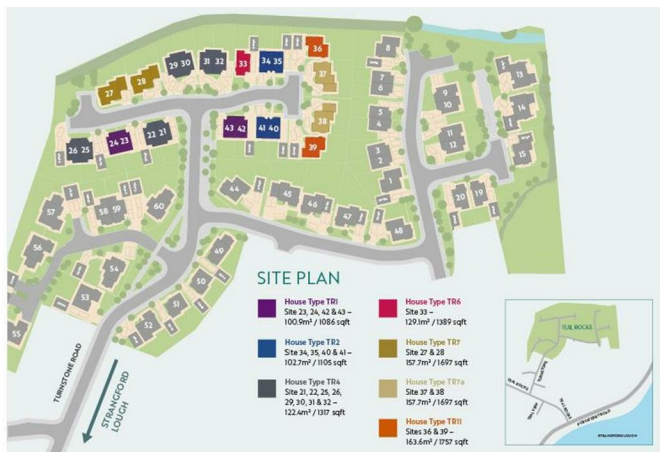 36
8
35
34
33
31 32
29 30
37
7
6
28
27
13
9
10
14
5
4
38
43 42
41 40
24 23
22 21
26 25
11
12
3
2
39
15
1
44
45
46
47
48
20
19
57
58
59
60
56
54
53
55
49
50
51
52
TURNSTONE ROAD
STRANGFORD
LOUGH
SITE PLAN
House Type TR1
Site 23, 24, 42 & 43 –
100.9m² / 1086 sqft
House Type TR2
Site 34, 35, 40 & 41 –
102.7m² / 1105 sqft
House Type TR4
Site 21, 22, 25, 26,
29, 30, 31 & 32 –
122.4m² / 1317 sqft
House Type TR6
Site 33 –
129.1m² / 1389 sqft
House Type TR7
Site 27 & 28
157.7m² / 1697 sqft
House Type TR7a
Site 37 & 38
157.7m² / 1697 sqft
House Type TR11
Sites 36 & 39 –
163.6m² / 1757 sqft
TEAL ROCKS
STRANGFORD LOUGH